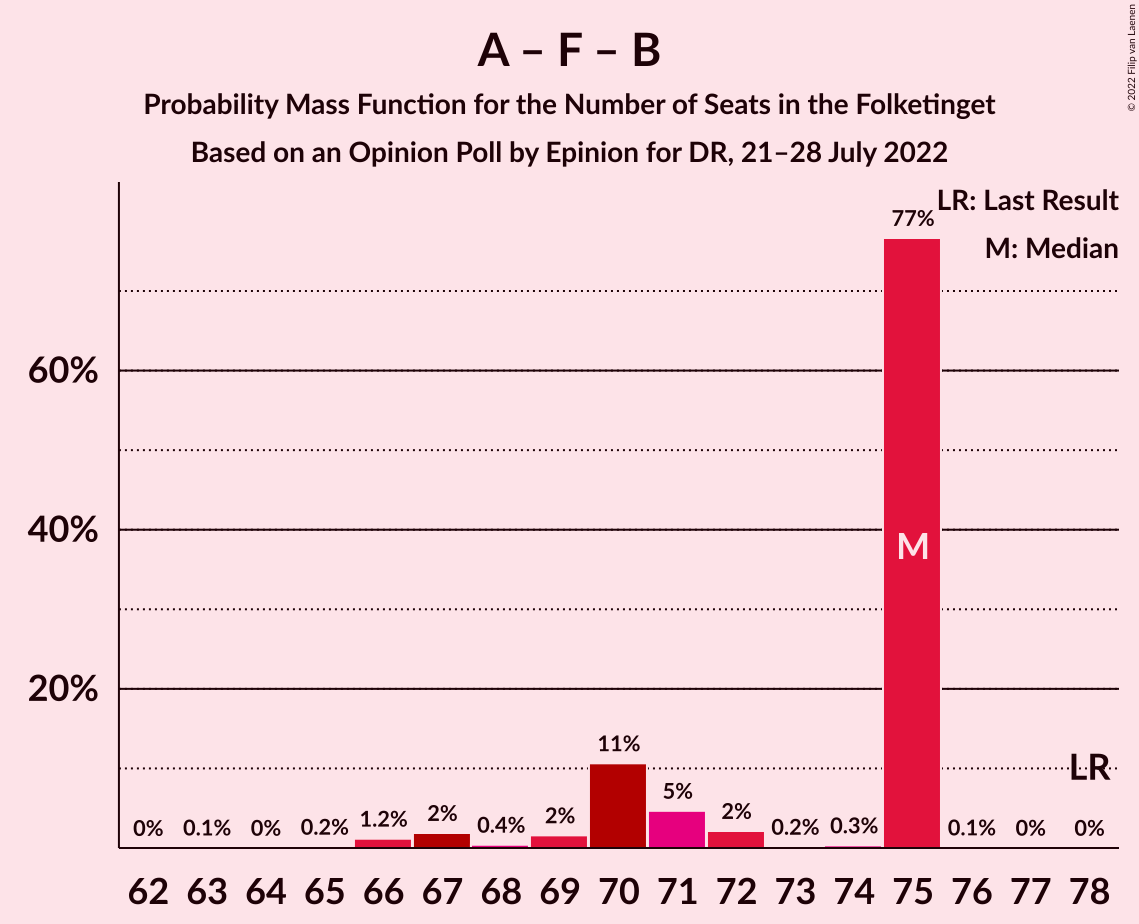 A – F – B
Probability Mass Function for the Number of Seats in the Folketinget
Based on an Opinion Poll by Epinion for DR, 21–28 July 2022
© 2022 Filip van Laenen
LR: Last Result
M: Median
77%
60%
40%
M
20%
11%
LR
5%
0% 0.1% 0% 0.2% 1.2% 2% 0.4% 2% 2% 0.2% 0.3% 0.1% 0% 0%
62 63 64 65 66 67 68 69 70 71 72 73 74 75 76 77 78